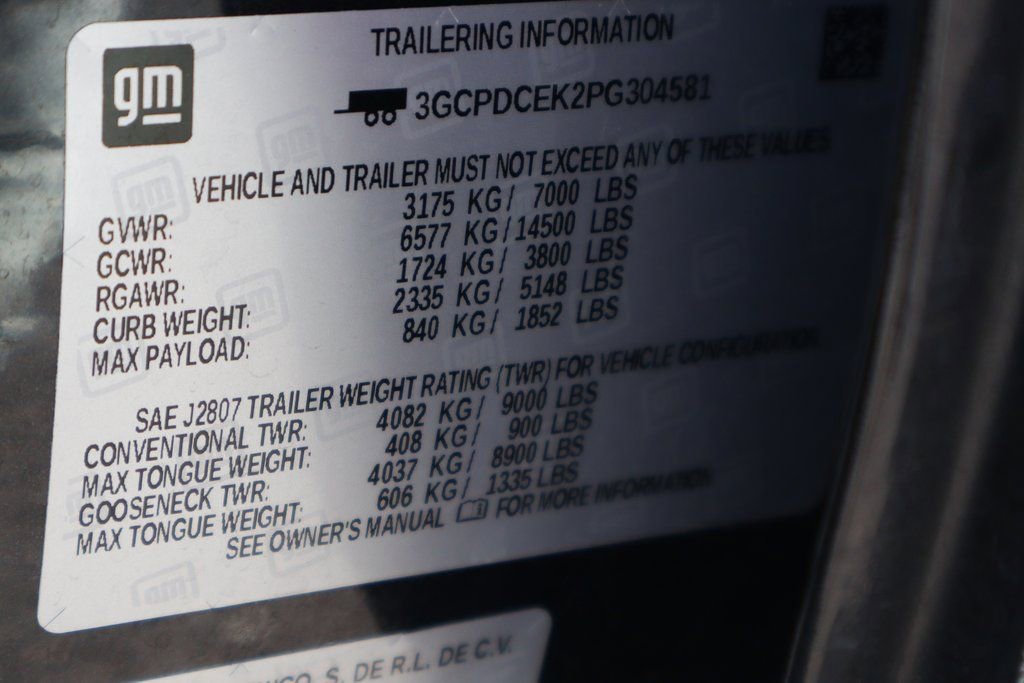 gm
TRAILERING INFORMATION
3GCPDCEK2PG304581
VEHICLE AND TRAILER MUST NOT EXCEED ANY OF THESE VALUES
GVWR: 3175 KG/ 7000 LBS
GCWR: 6577 KG/14500 LBS
RGAWR: 1724 KG/ 3800 LBS
CURB WEIGHT: 2335 KG/ 5148 LBS
MAX PAYLOAD: 840 KG/ 1852 LBS
SAE J2807 TRAILER WEIGHT RATING (TWR) FOR VEHICLE CONFIGURATION
CONVENTIONAL TWR: 4082 KG/ 9000 LBS
MAX TONGUE WEIGHT: 408 KG/ 900 LBS
GOOSENECK TWR: 4037 KG/ 8900 LBS
MAX TONGUE WEIGHT: 606 KG/ 1335 LBS
SEE OWNER'S MANUAL FOR MORE INFORMATION
S. DE R.L. DE C.V.